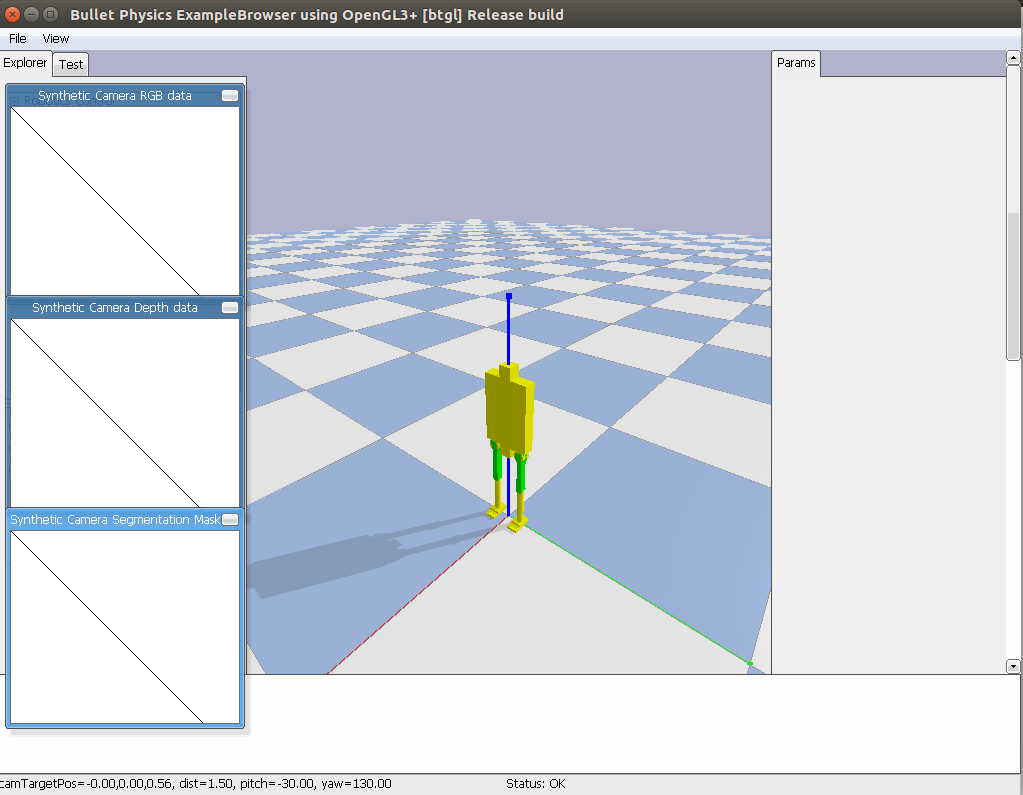 Bullet Physics ExampleBrowser using OpenGL3+ [btgl] Release build
File View
Explorer Test
Params
Synthetic Camera RGB data
Synthetic Camera Depth data
Synthetic Camera Segmentation Mask
camTargetPos=-0.00,0.00,0.56, dist=1.50, pitch=-30.00, yaw=130.00 Status: OK